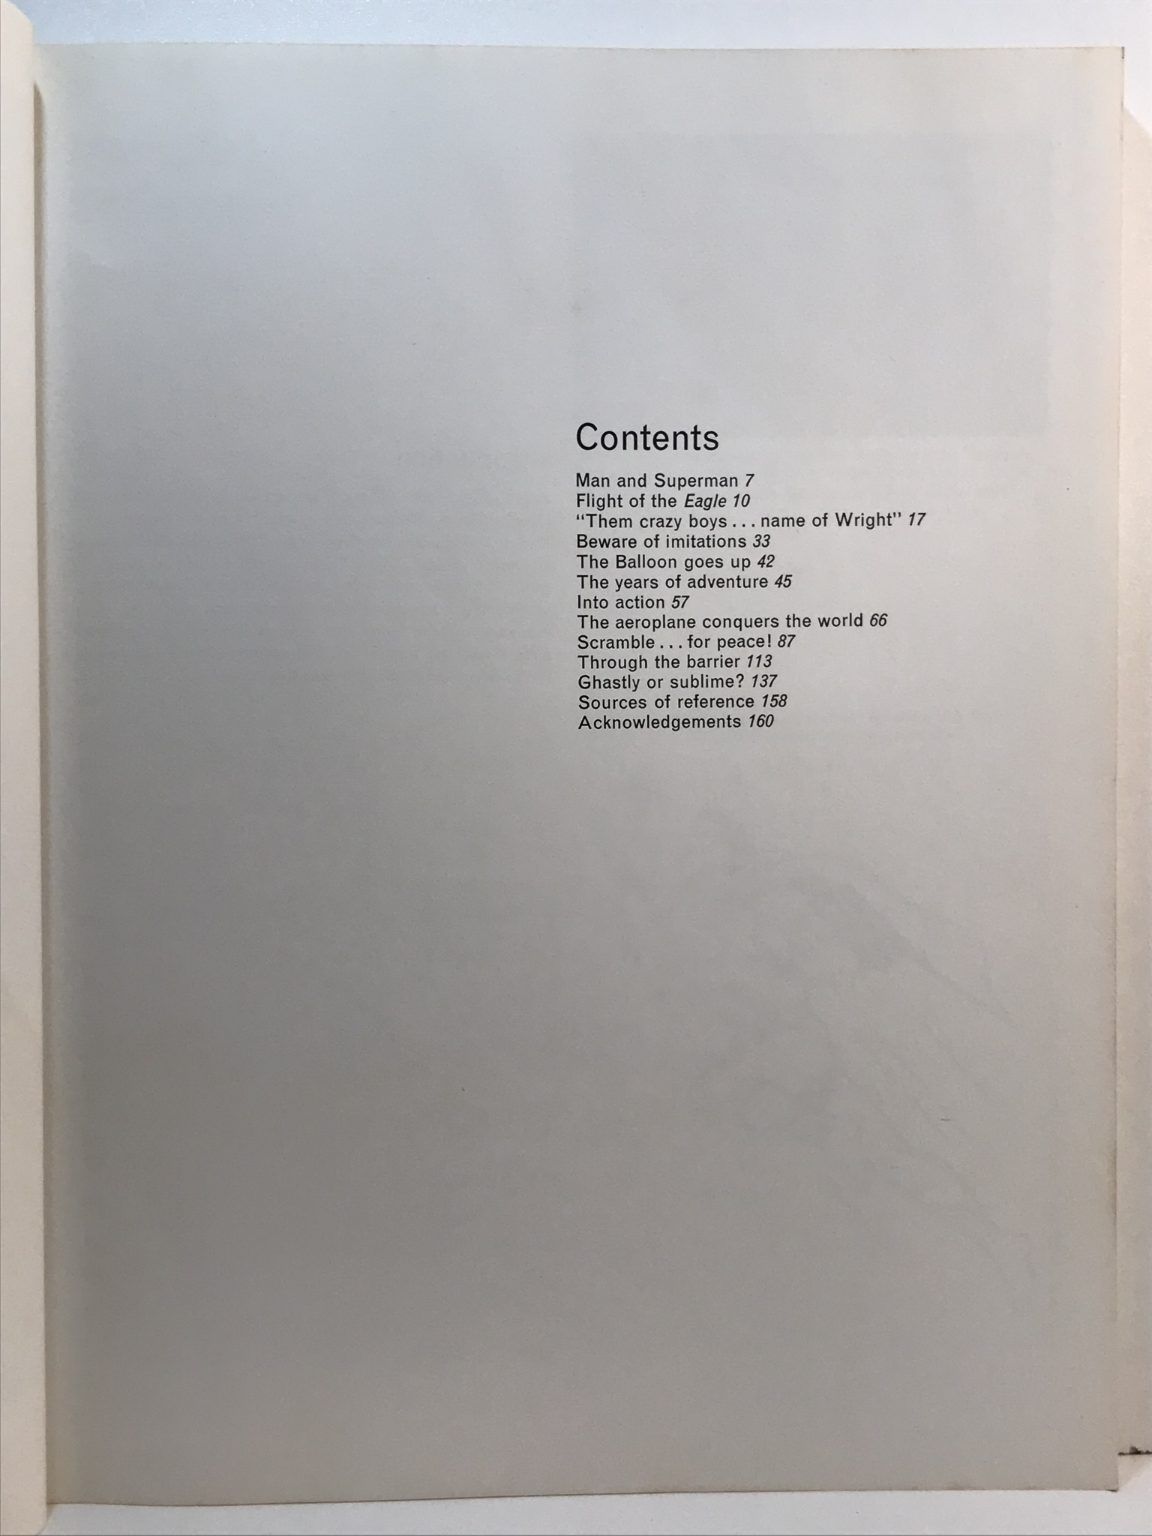 Contents
Man and Superman 7
Flight of the Eagle 10
“Them crazy boys . . . name of Wright” 17
Beware of imitations 33
The Balloon goes up 42
The years of adventure 45
Into action 57
The aeroplane conquers the world 66
Scramble . . . for peace! 87
Through the barrier 113
Ghastly or sublime? 137
Sources of reference 158
Acknowledgements 160